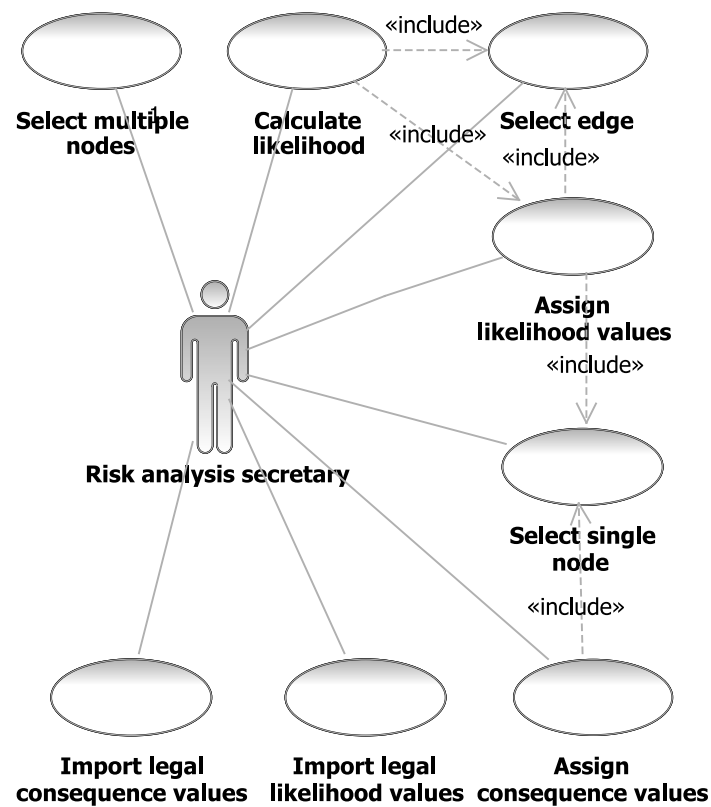 «include»
Select multiple
nodes
1
Calculate
likelihood
«include»
Select edge
«include»
Assign
likelihood values
«include»
Risk analysis secretary
Select single
node
«include»
Import legal
consequence values
Import legal
likelihood values
Assign
consequence values